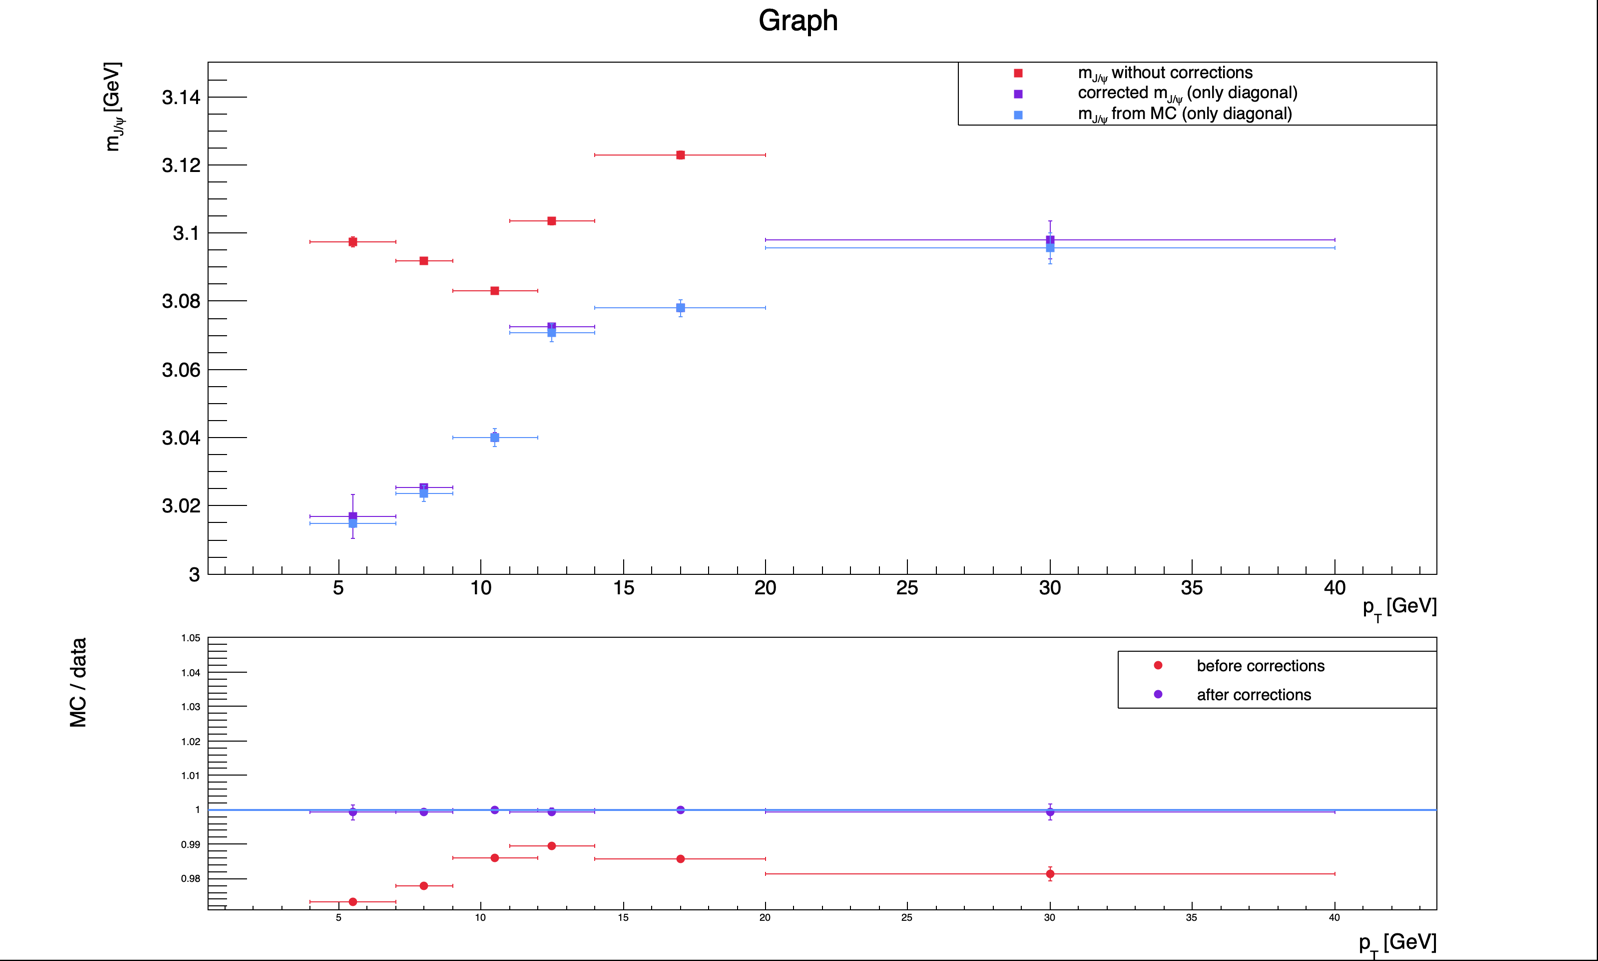 Graph
m_J/ψ [GeV]
3.14
3.12
3.1
3.08
3.06
3.04
3.02
3
m_J/ψ without corrections
corrected m_J/ψ (only diagonal)
m_J/ψ from MC (only diagonal)
5 10 15 20 25 30 35 40
p_T [GeV]
MC / data
1.05
1.04
1.03
1.02
1.01
1
0.99
0.98
before corrections
after corrections
5 10 15 20 25 30 35 40
p_T [GeV]